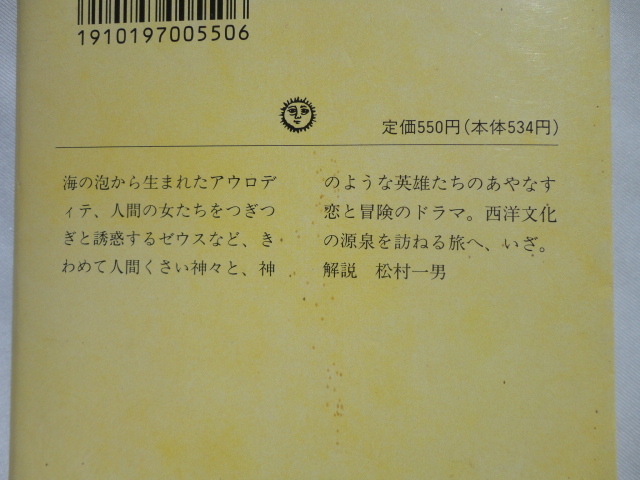 1910197005506
定価550円(本体534円)
海の泡から生まれたアウロデ
ィテ、人間の女たちをつぎつ
ぎと誘惑するゼウスなど、き
わめて人間くさい神々と、神
のような英雄たちのあやなす
恋と冒険のドラマ。西洋文化
の源泉を訪ねる旅へ、いざ。
解説 松村一男